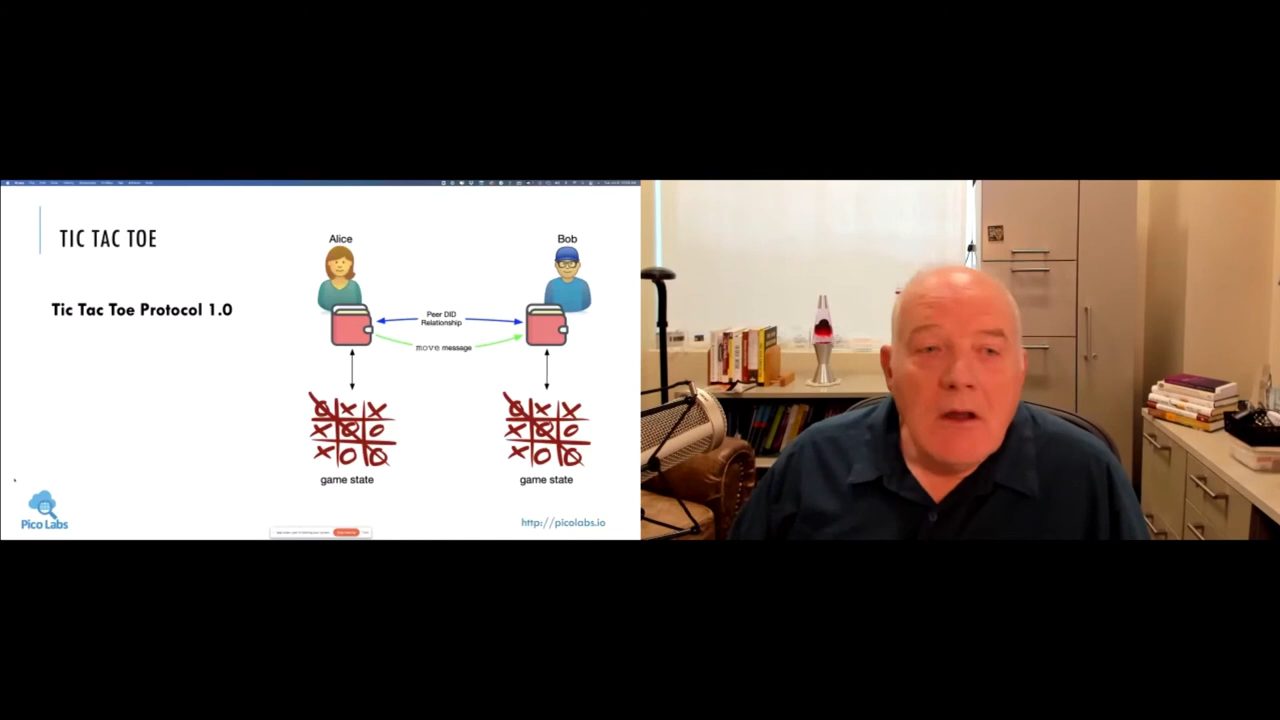 TIC TAC TOE
Tic Tac Toe Protocol 1.0
Alice
Bob
Peer DID
Relationship
move message
game state
game state
Pico Labs
http://picolabs.io